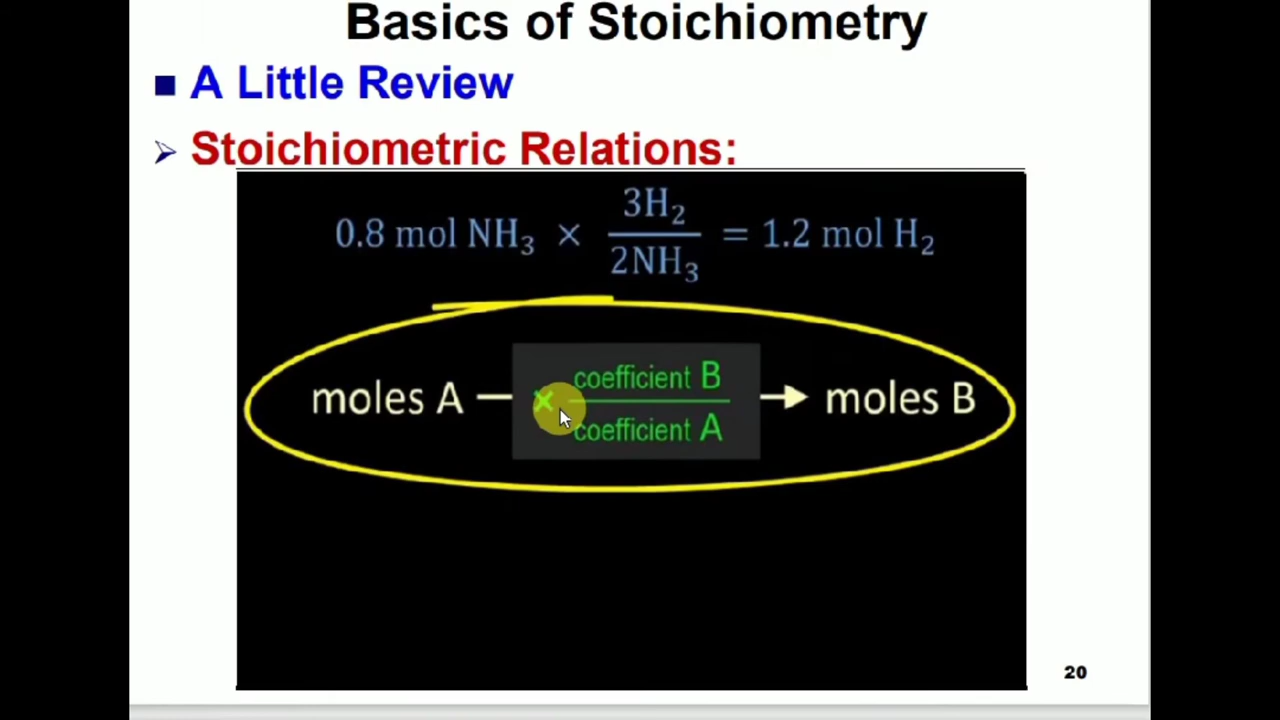 Basics of Stoichiometry
■ A Little Review
➢ Stoichiometric Relations:
0.8 mol NH₃ × 3H₂ / 2NH₃ = 1.2 mol H₂
moles A — × coefficient B / coefficient A → moles B
20